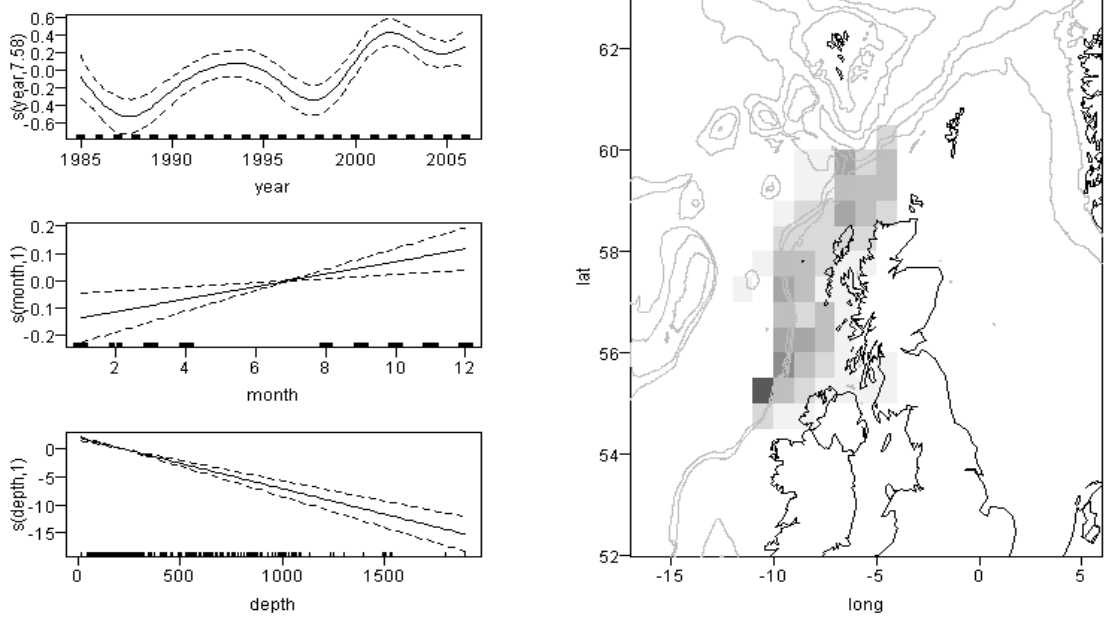 0.6
0.4
0.2
0.0
-0.2
-0.4
-0.6
s(year,7.58)
1985 1990 1995 2000 2005
year
0.2
0.1
0.0
-0.1
-0.2
s(month,1)
2 4 6 8 10 12
month
0
-5
-10
-15
s(depth,1)
0 500 1000 1500
depth
62
60
58
56
54
52
lat
-15 -10 -5 0 5
long